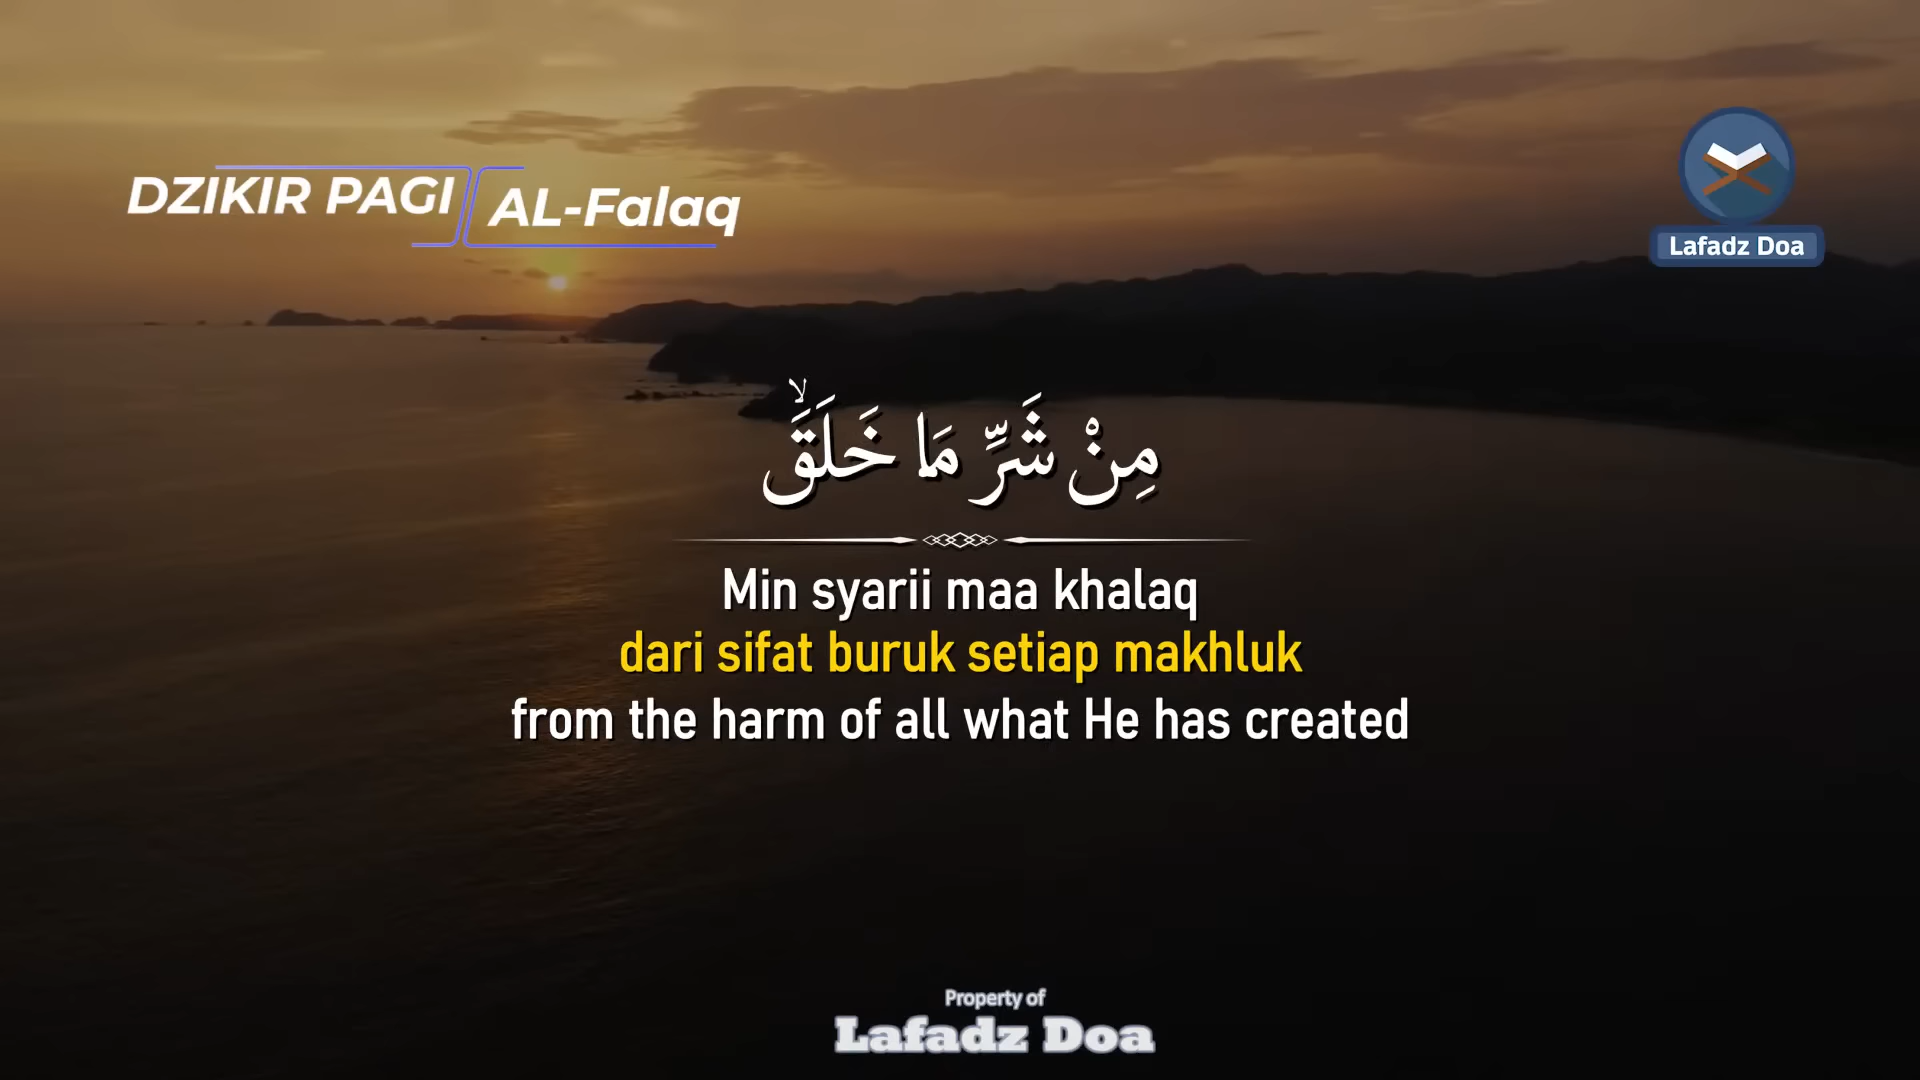 DZIKIR PAGI
AL-Falaq
Lafadz Doa
مِنْ شَرِّ مَا خَلَقَۙ
Min syarii maa khalaq
dari sifat buruk setiap makhluk
from the harm of all what He has created
Property of
Lafadz Doa